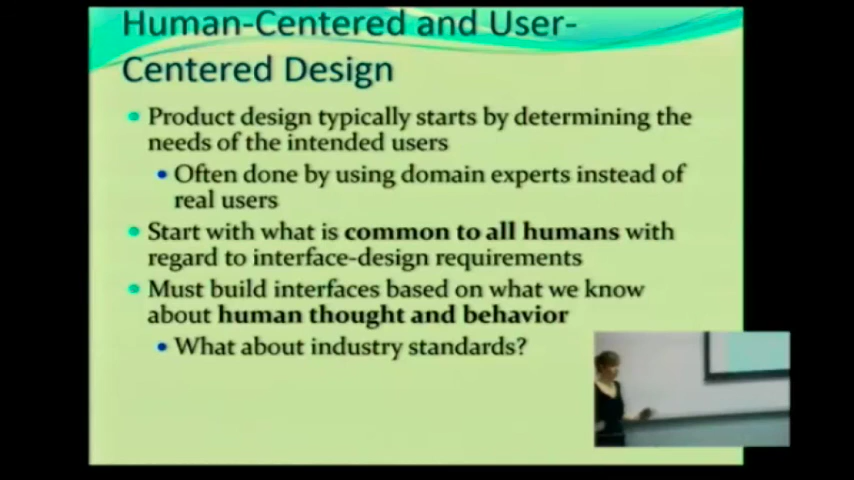 Human-Centered and User-
Centered Design
Product design typically starts by determining the
needs of the intended users
Often done by using domain experts instead of
real users
Start with what is common to all humans with
regard to interface-design requirements
Must build interfaces based on what we know
about human thought and behavior
What about industry standards?